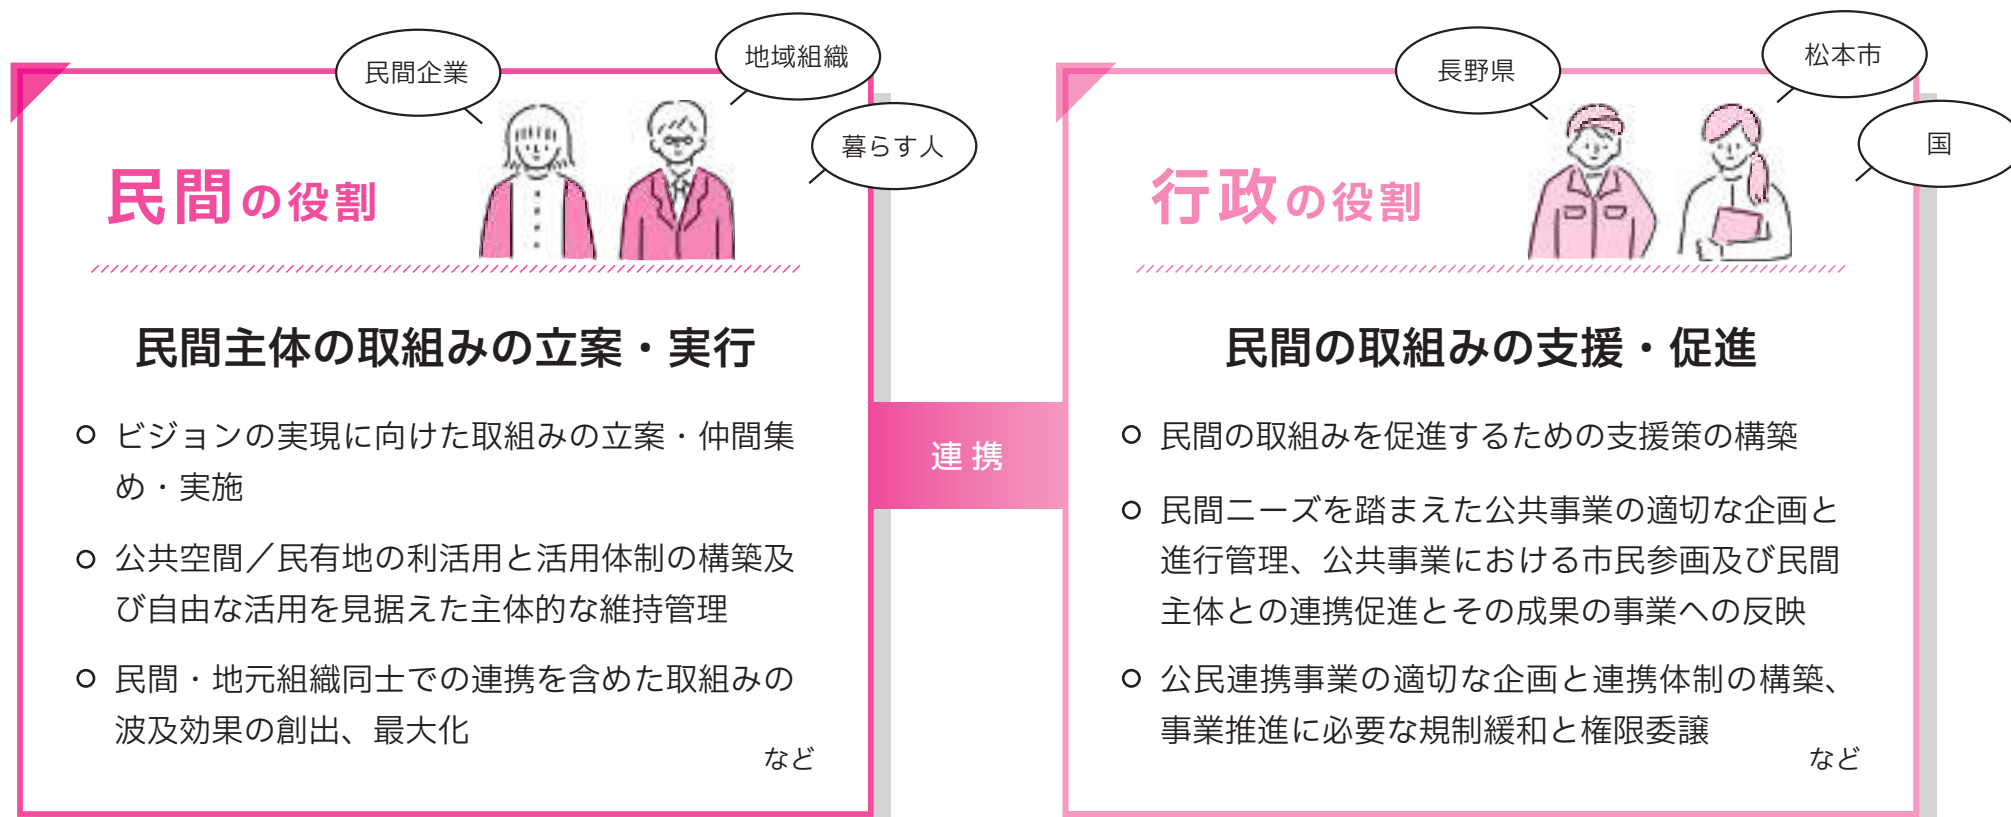 民間企業
地域組織
暮らす人
民間の役割
民間主体の取組みの立案・実行
ビジョンの実現に向けた取組みの立案・仲間集
め・実施
公共空間／民有地の利活用と活用体制の構築及
び自由な活用を見据えた主体的な維持管理
民間・地元組織同士での連携を含めた取組みの
波及効果の創出、最大化
など
連携
長野県
松本市
国
行政の役割
民間の取組みの支援・促進
民間の取組みを促進するための支援策の構築
民間ニーズを踏まえた公共事業の適切な企画と
進行管理、公共事業における市民参画及び民間
主体との連携促進とその成果の事業への反映
公民連携事業の適切な企画と連携体制の構築、
事業推進に必要な規制緩和と権限委譲
など